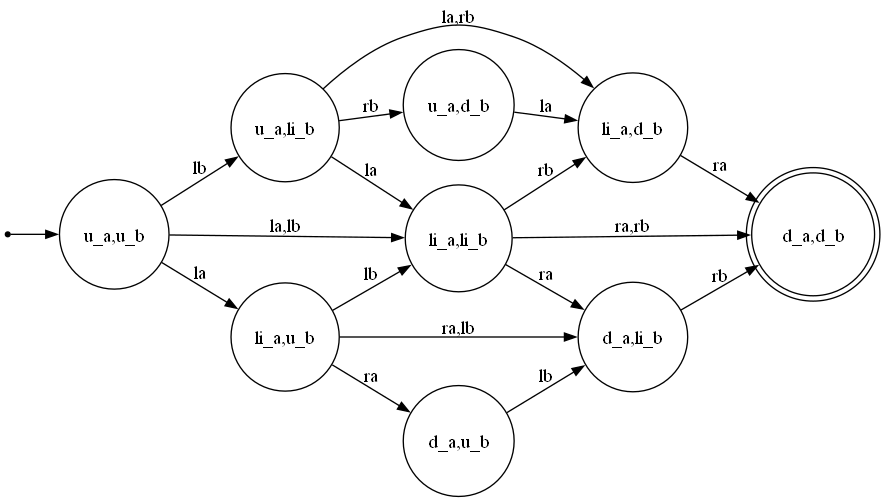 la,rb
u_a,d_b
rb
la
u_a,li_b
li_a,d_b
lb
la
rb
ra
u_a,u_b
la,lb
li_a,li_b
ra,rb
d_a,d_b
la
lb
ra
rb
li_a,u_b
ra,lb
d_a,li_b
ra
lb
d_a,u_b